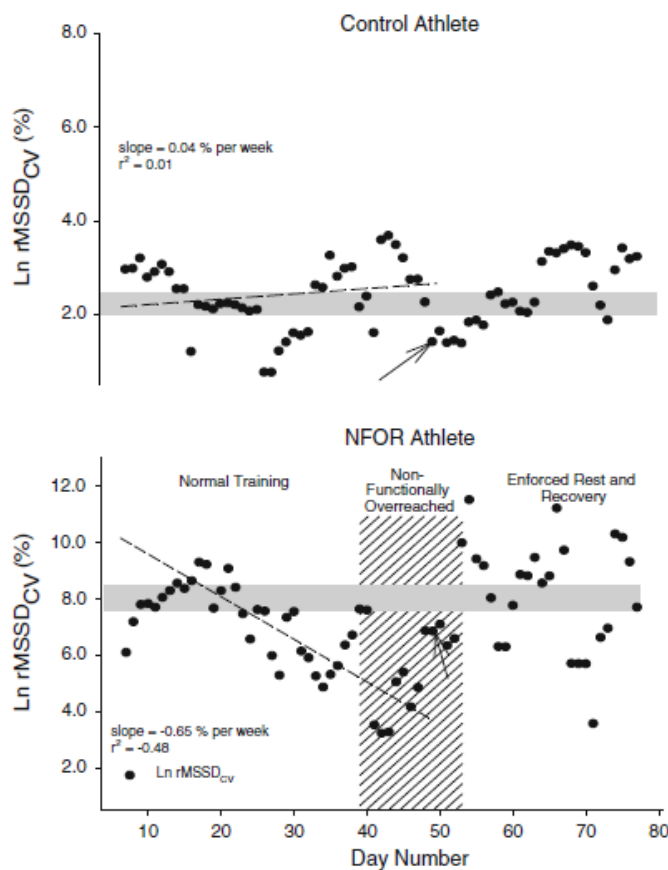 Control Athlete
8.0
6.0
4.0
2.0
Ln rMSSDCV (%)
slope = 0.04 % per week
r² = 0.01
NFOR Athlete
12.0
10.0
8.0
6.0
4.0
2.0
Ln rMSSDCV (%)
Normal Training
Non-
Functionally
Overreached
Enforced Rest and
Recovery
slope = -0.65 % per week
r² = -0.48
Ln rMSSDCV
10 20 30 40 50 60 70 80
Day Number